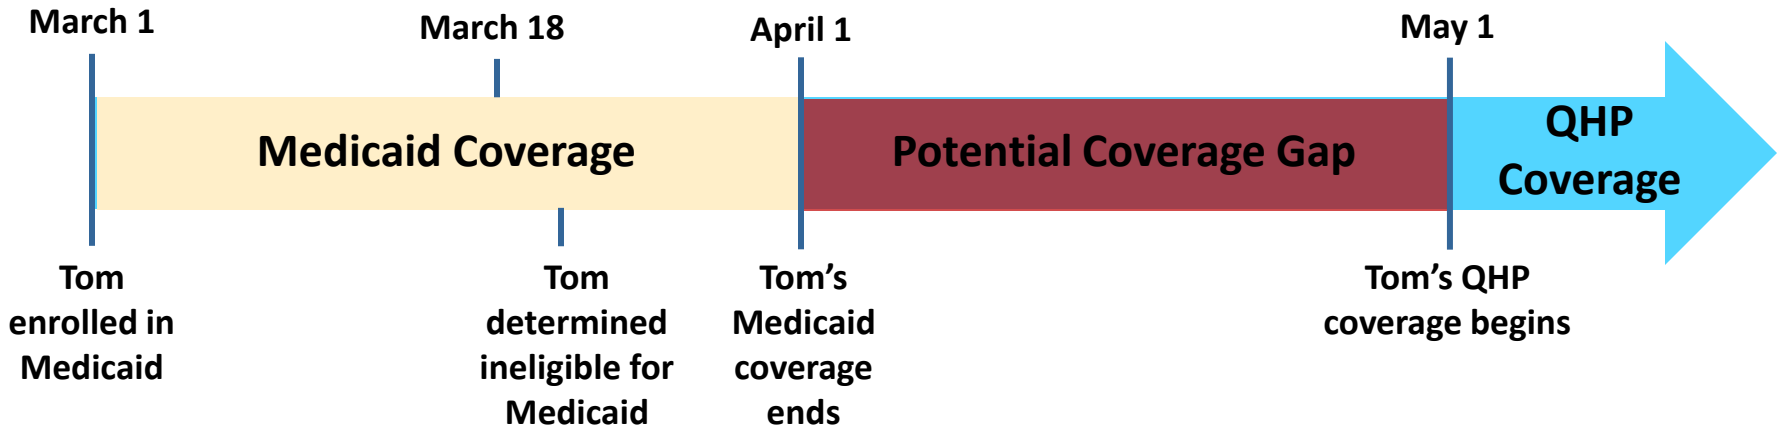 March 1
March 18
April 1
May 1
Medicaid Coverage
Potential Coverage Gap
QHP
Coverage
Tom
enrolled in
Medicaid
Tom
determined
ineligible for
Medicaid
Tom’s
Medicaid
coverage
ends
Tom’s QHP
coverage begins